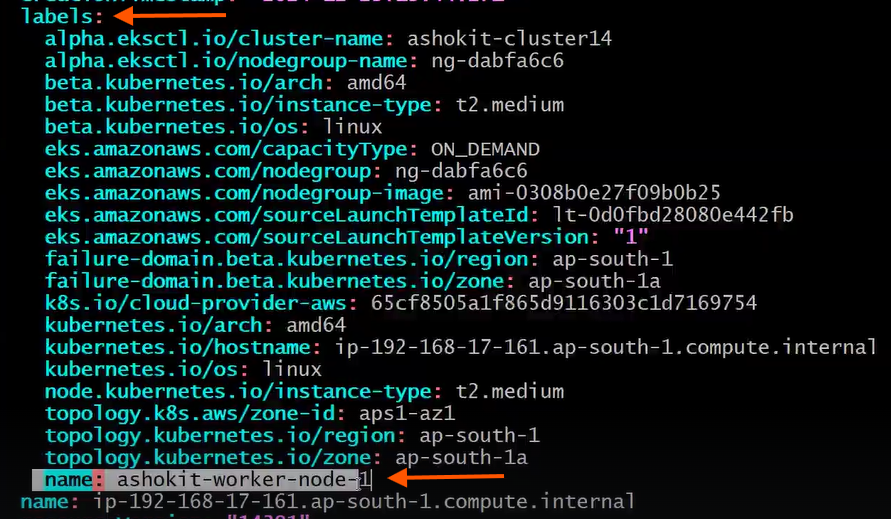 labels:
alpha.eksctl.io/cluster-name: ashokit-cluster14
alpha.eksctl.io/nodegroup-name: ng-dabfa6c6
beta.kubernetes.io/arch: amd64
beta.kubernetes.io/instance-type: t2.medium
beta.kubernetes.io/os: linux
eks.amazonaws.com/capacityType: ON_DEMAND
eks.amazonaws.com/nodegroup: ng-dabfa6c6
eks.amazonaws.com/nodegroup-image: ami-0308b0e27f09b0b25
eks.amazonaws.com/sourceLaunchTemplateId: lt-0d0fbd28080e442fb
eks.amazonaws.com/sourceLaunchTemplateVersion: "1"
failure-domain.beta.kubernetes.io/region: ap-south-1
failure-domain.beta.kubernetes.io/zone: ap-south-1a
k8s.io/cloud-provider-aws: 65cf8505a1f865d9116303c1d7169754
kubernetes.io/arch: amd64
kubernetes.io/hostname: ip-192-168-17-161.ap-south-1.compute.internal
kubernetes.io/os: linux
node.kubernetes.io/instance-type: t2.medium
topology.k8s.aws/zone-id: aps1-az1
topology.kubernetes.io/region: ap-south-1
topology.kubernetes.io/zone: ap-south-1a
name: ashokit-worker-node-1
name: ip-192-168-17-161.ap-south-1.compute.internal